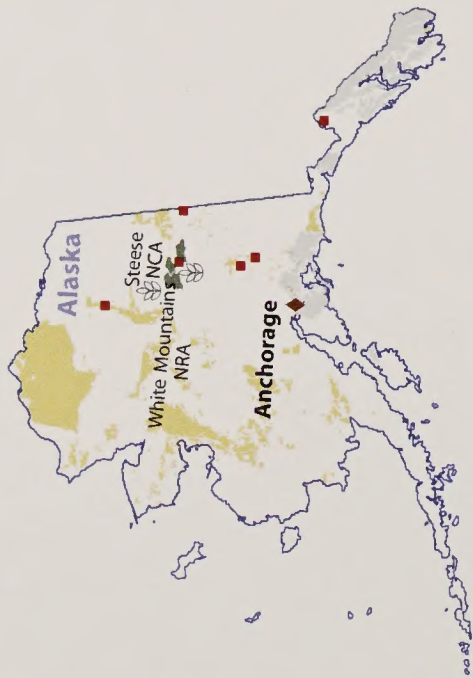 Alaska
Steese
NCA
White Mountains
NRA
Anchorage